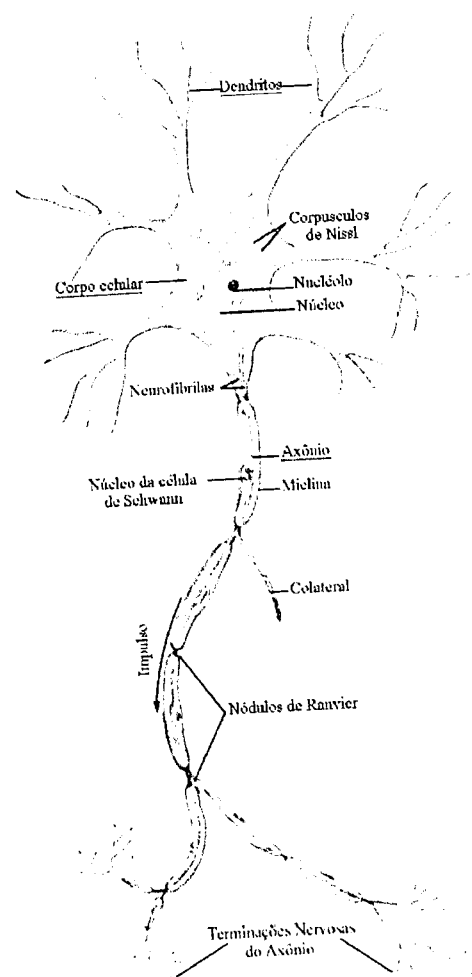 Dendritos
Corpusculos
de Nissl
Corpo celular
Nucléolo
Núcleo
Neurofibrilas
Axônio
Núcleo da célula
de Schwann
Mielina
Colateral
Impulso
Nódulos de Ranvier
Terminações Nervosas
do Axônio